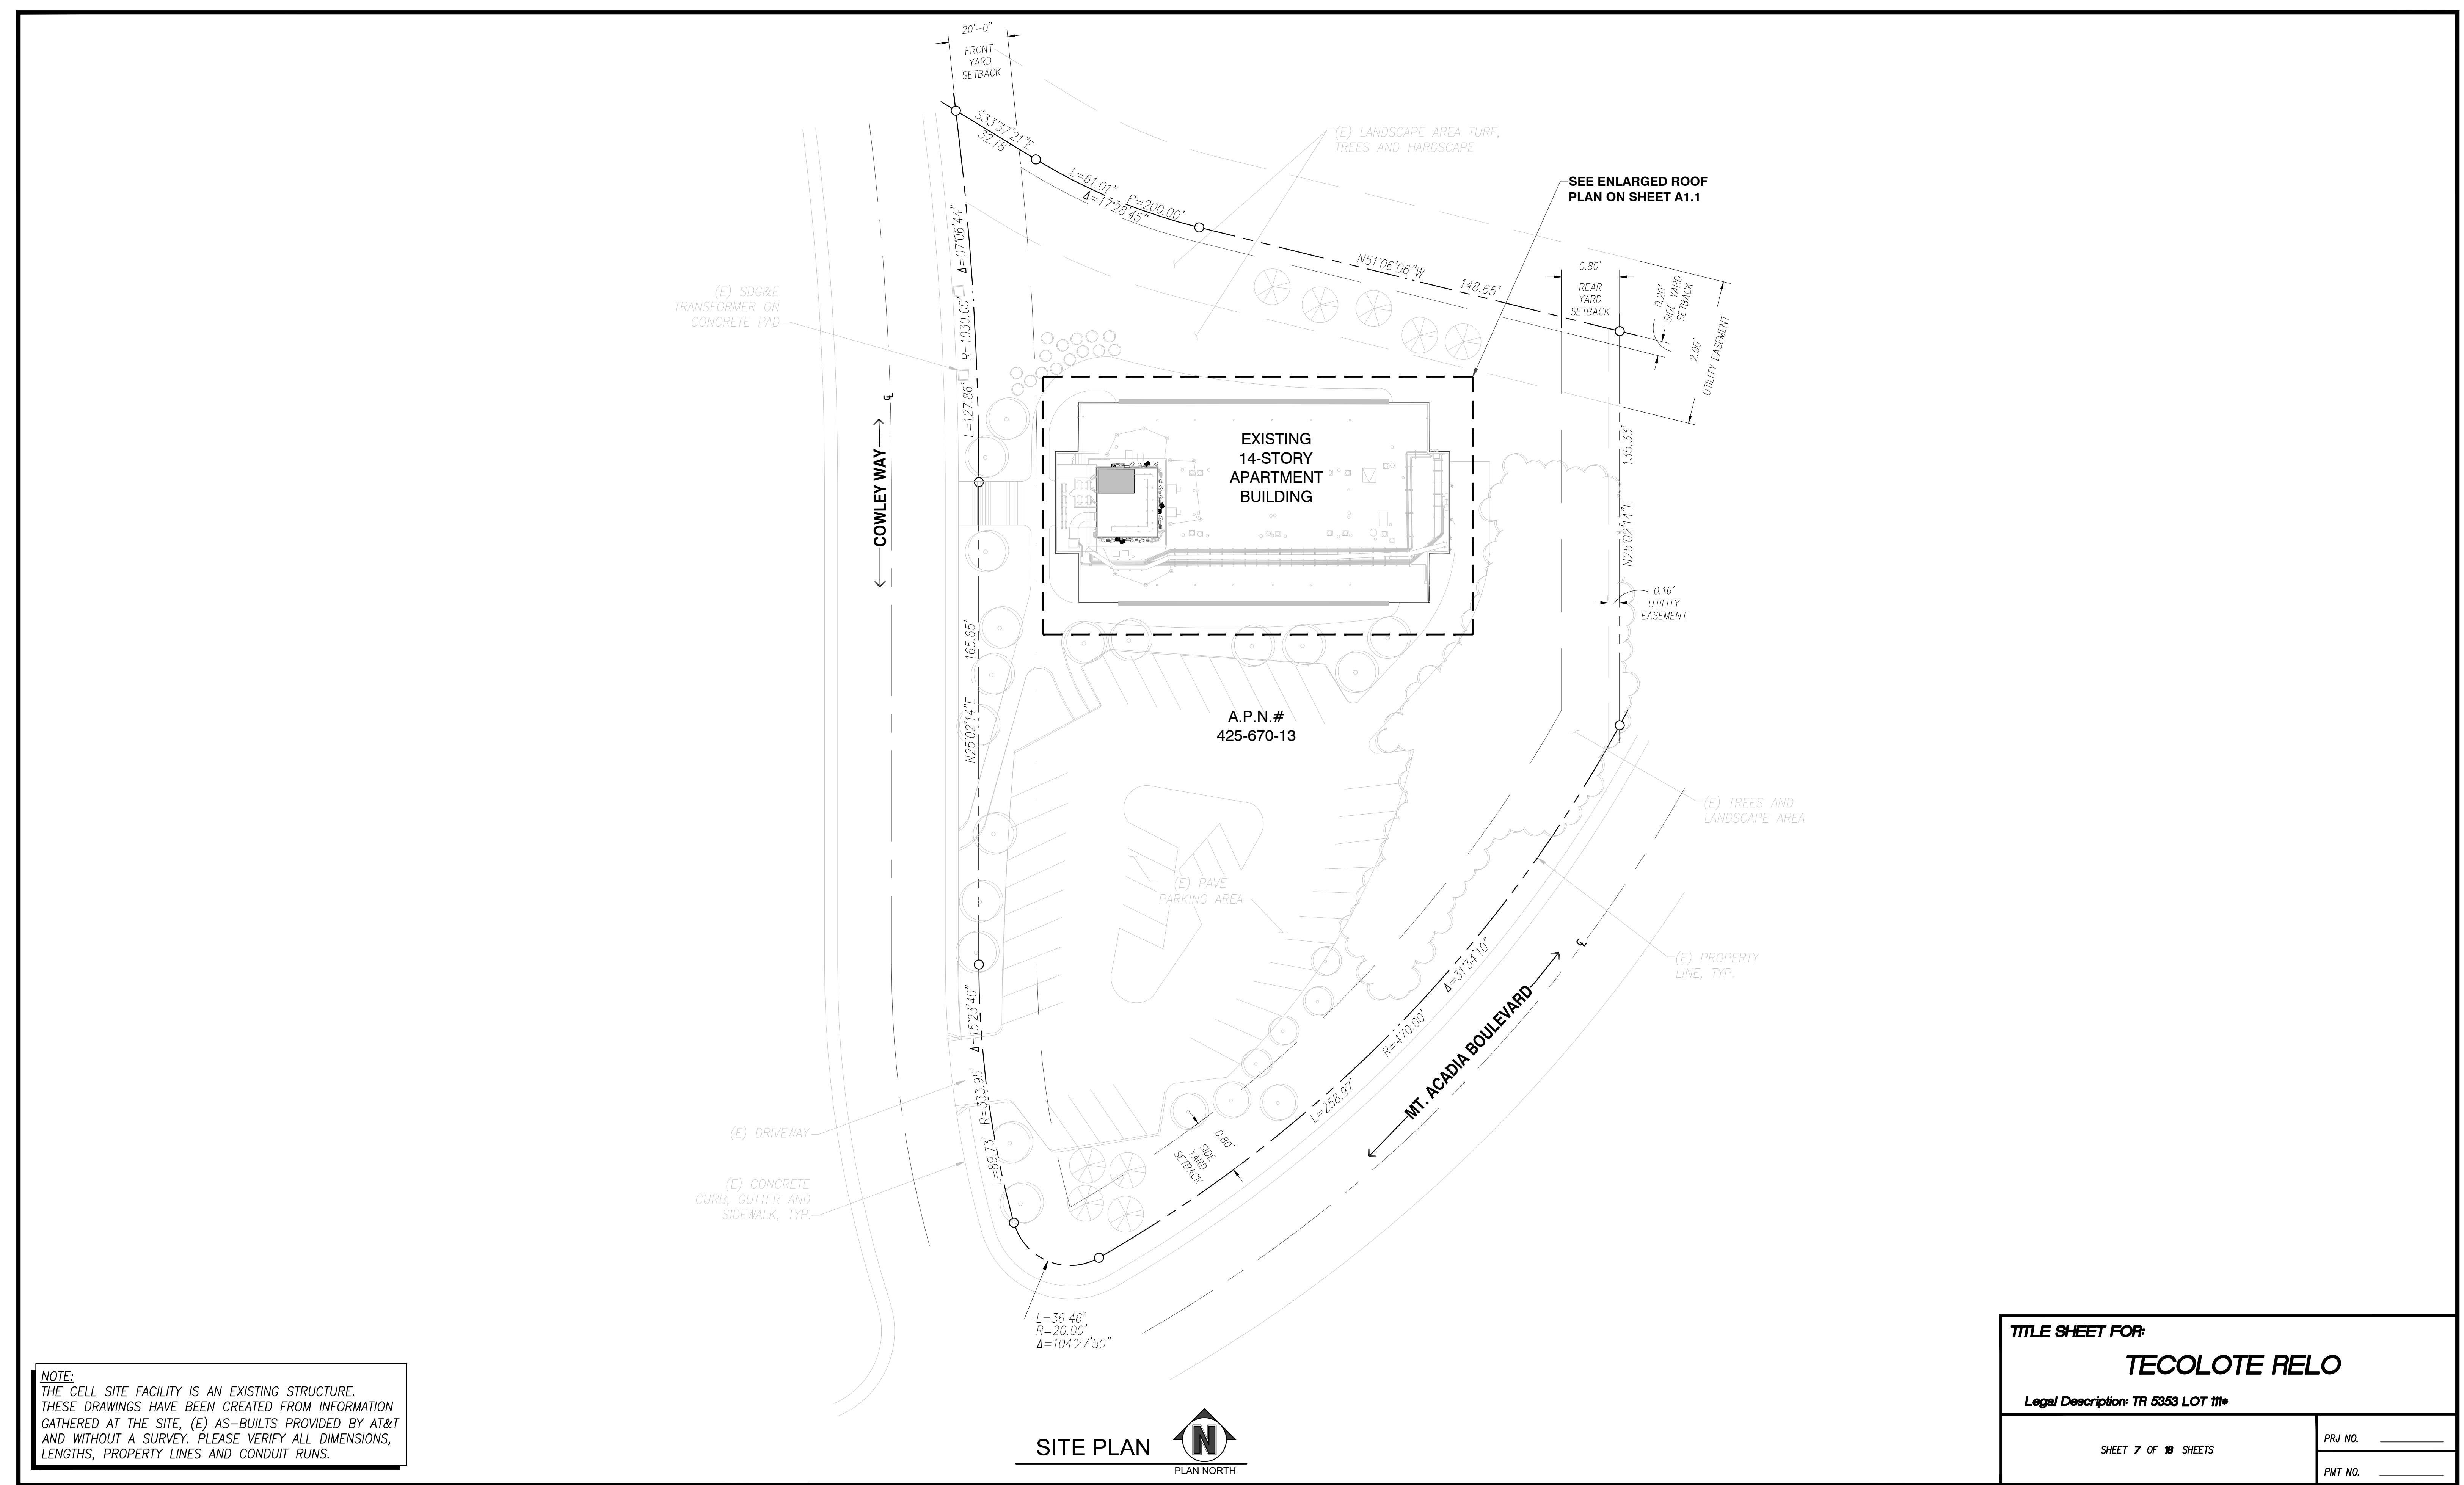 20'-0"
FRONT
YARD
SETBACK
S33°37'21"E
32.18'
L=61.01" R=200.00'
Δ=17°28'45"
(E) LANDSCAPE AREA TURF,
TREES AND HARDSCAPE
SEE ENLARGED ROOF
PLAN ON SHEET A1.1
N51°06'06"W 148.65'
0.80'
REAR
YARD
SETBACK
0.20'
SIDE YARD
SETBACK
2.00'
UTILITY EASEMENT
L=127.86' R=1030.00' Δ=07°06'44"
(E) SDG&E
TRANSFORMER ON
CONCRETE PAD
COWLEY WAY
EXISTING
14-STORY
APARTMENT
BUILDING
N25°02'14"E 135.33'
0.16'
UTILITY
EASEMENT
N25°02'14"E 165.65'
A.P.N.#
425-670-13
(E) TREES AND
LANDSCAPE AREA
(E) PAVE
PARKING AREA
(E) PROPERTY
LINE, TYP.
L=258.97' R=470.00' Δ=31°34'10"
MT. ACADIA BOULEVARD
L=89.73' R=333.95' Δ=15°23'40"
(E) DRIVEWAY
0.80'
SIDE
YARD
SETBACK
(E) CONCRETE
CURB, GUTTER AND
SIDEWALK, TYP.
L=36.46'
R=20.00'
Δ=104°27'50"
NOTE:
THE CELL SITE FACILITY IS AN EXISTING STRUCTURE.
THESE DRAWINGS HAVE BEEN CREATED FROM INFORMATION
GATHERED AT THE SITE, (E) AS-BUILTS PROVIDED BY AT&T
AND WITHOUT A SURVEY. PLEASE VERIFY ALL DIMENSIONS,
LENGTHS, PROPERTY LINES AND CONDUIT RUNS.
SITE PLAN
N
PLAN NORTH
TITLE SHEET FOR:
TECOLOTE RELO
Legal Description: TR 5353 LOT 111*
SHEET 7 OF 18 SHEETS
PRJ NO. ________
PMT NO. ________